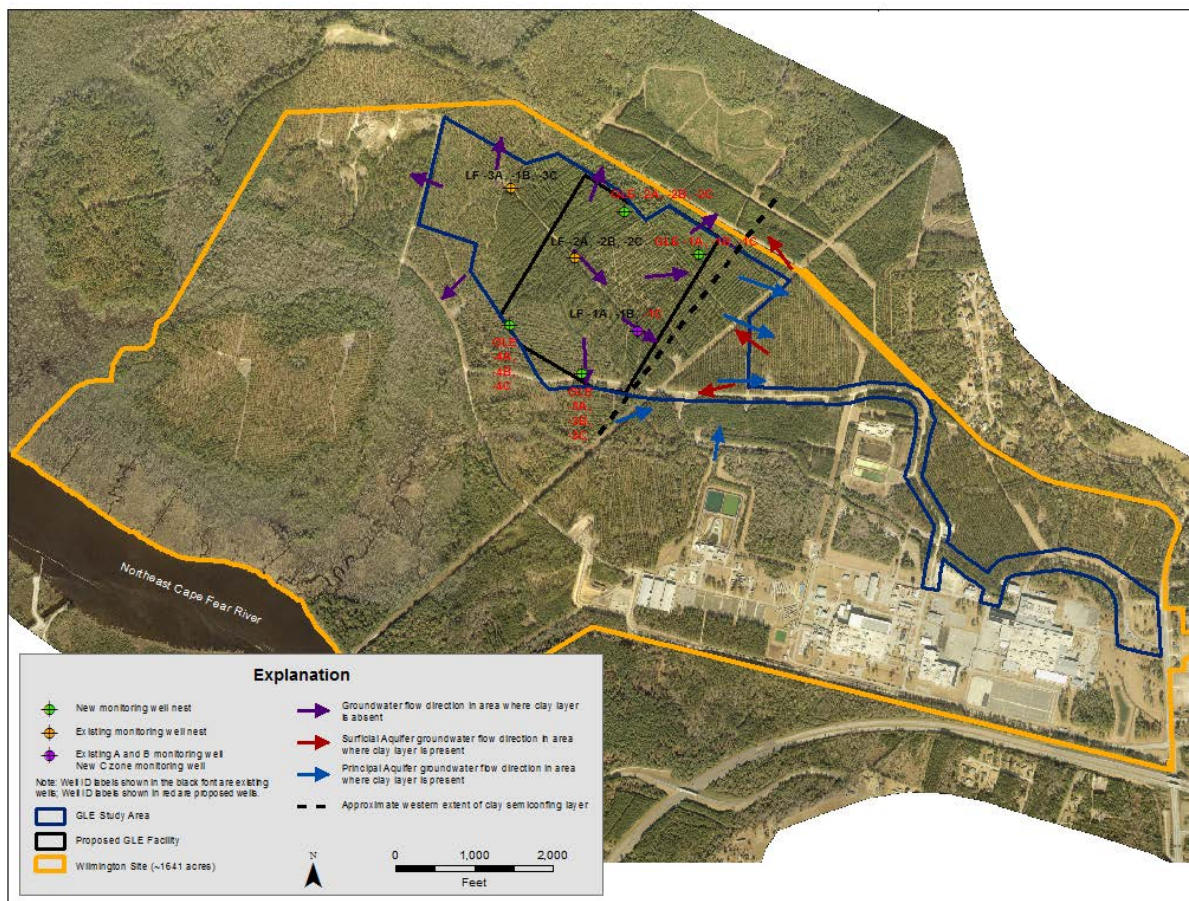 LF -3A, -1B, -3C
GLE -2A, -2B, -2C
LF -2A, -2B, -2C
GLE -1A, -1B, -1C
LF -1A, -1B,
GLE
4A,
4B,
4C
GLE
Northeast Cape Fear River
Explanation
New monitoring well nest
Existing monitoring well nest
Existing A and B monitoring well
New C zone monitoring well
Note: Well ID labels shown in the black font are existing
wells; Well ID labels shown in red are proposed wells.
GLE Study Area
Proposed GLE Facility
Wilmington Site (~1641 acres)
Groundwater flow direction in area where clay layer
is absent
Surficial Aquifer groundwater flow direction in area
where clay layer is present
Principal Aquifer groundwater flow direction in area
where clay layer is present
Approximate western extent of clay semiconfing layer
N
0 1,000 2,000
Feet